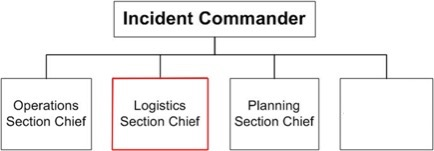 Incident Commander
Operations
Section Chief
Logistics
Section Chief
Planning
Section Chief